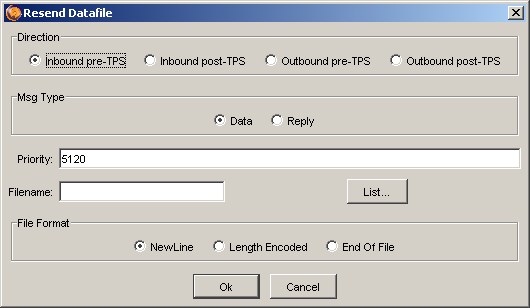 Resend Datafile
Direction
Inbound pre-TPS Inbound post-TPS Outbound pre-TPS Outbound post-TPS
Msg Type
Data Reply
Priority: 5120
Filename: List...
File Format
NewLine Length Encoded End Of File
Ok Cancel